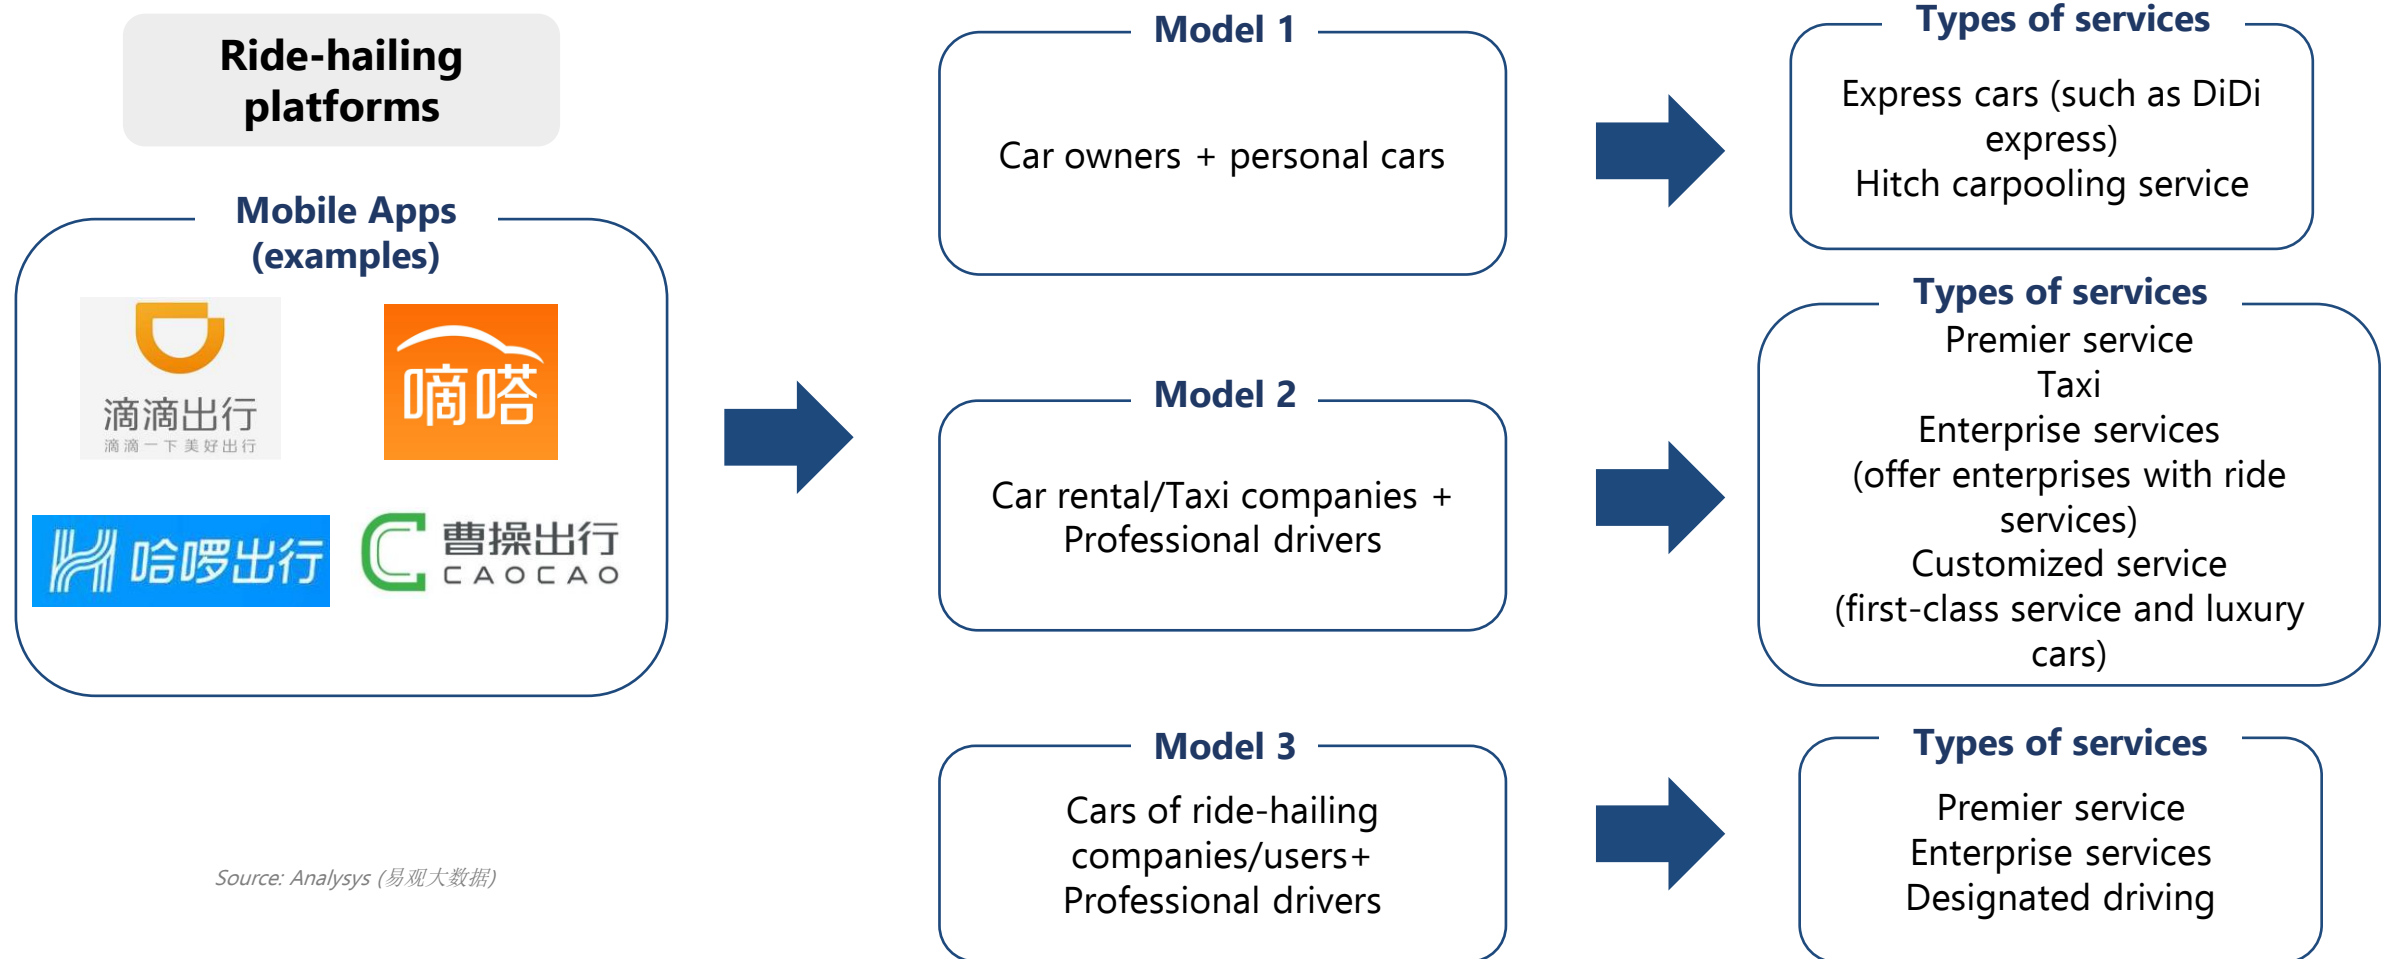 Ride-hailing
platforms
Mobile Apps
(examples)
滴滴出行
滴滴一下美好出行
嘀嗒
哈啰出行
曹操出行
CAOCAO
Source: Analysys (易观大数据)
Model 1
Car owners + personal cars
Types of services
Express cars (such as DiDi
express)
Hitch carpooling service
Model 2
Car rental/Taxi companies +
Professional drivers
Types of services
Premier service
Taxi
Enterprise services
(offer enterprises with ride
services)
Customized service
(first-class service and luxury
cars)
Model 3
Cars of ride-hailing
companies/users+
Professional drivers
Types of services
Premier service
Enterprise services
Designated driving